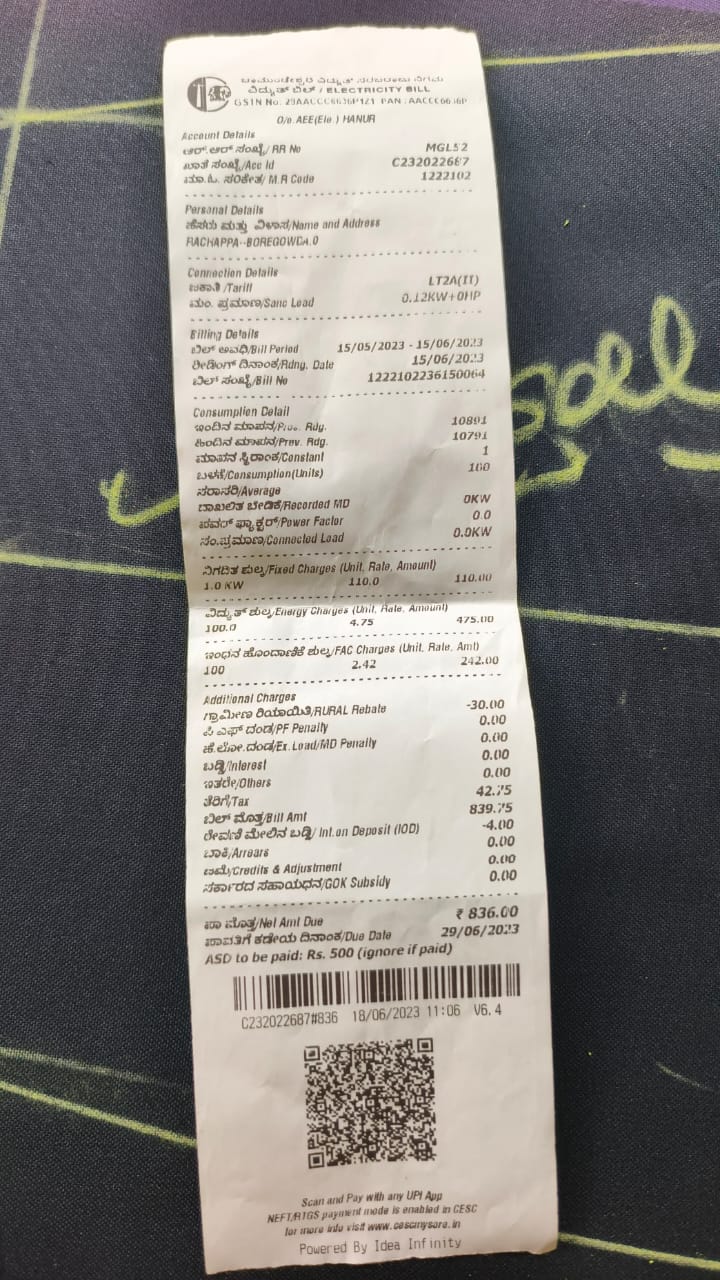 ಚಾಮುಂಡೇಶ್ವರಿ ವಿದ್ಯುತ್ ಸರಬರಾಜು ನಿಗಮ
ವಿದ್ಯುತ್ ಬಿಲ್ / ELECTRICITY BILL
GSTN No. 29AACCC6636P1Z1 PAN :AACCC6636P
O/o AEE(Ele.) HANUR
Account Details
ಆರ್.ಆರ್ ಸಂಖ್ಯೆ/ RR No MGL52
ಖಾತೆ ಸಂಖ್ಯೆ/Acc Id C232022687
ಮಾ.ಓ. ಸಂಕೇತ/ M.R Code 1222102
Personal Details
ಹೆಸರು ಮತ್ತು ವಿಳಾಸ/Name and Address
RACHAPPA--BOREGOWDA.0
Connection Details
ಜಕಾತಿ /Tariff LT2A(II)
ಮಂ. ಪ್ರಮಾಣ/Sanc Load 0.12KW+0HP
Billing Details
ಬಿಲ್ ಅವಧಿ/Bill Period 15/05/2023 - 15/06/2023
ರೀಡಿಂಗ್ ದಿನಾಂಕ/Rdng. Date 15/06/2023
ಬಿಲ್ ಸಂಖ್ಯೆ/Bill No 1222102236150064
Consumption Detail
ಇಂದಿನ ಮಾಪನ/Pres. Rdg. 10891
ಹಿಂದಿನ ಮಾಪನ/Prev. Rdg. 10791
ಮಾಪನ ಸ್ಥಿರಾಂಕ/Constant 1
ಬಳಕೆ/Consumption(Units) 100
ಸರಾಸರಿ/Average
ದಾಖಲಿತ ಬೇಡಿಕೆ/Recorded MD 0KW
ಪವರ್ ಫ್ಯಾಕ್ಟರ್/Power Factor 0.0
ಸಂ.ಪ್ರಮಾಣ/Connected Load 0.0KW
ನಿಗದಿತ ಶುಲ್ಕ/Fixed Charges (Unit, Rate, Amount)
1.0 KW 110.0 110.00
ವಿದ್ಯುತ್ ಶುಲ್ಕ/Energy Charges (Unit, Rate, Amount)
100.0 4.75 475.00
ಇಂಧನ ಹೊಂದಾಣಿಕೆ ಶುಲ್ಕ/FAC Charges (Unit, Rate, Amt)
100 2.42 242.00
Additional Charges
ಗ್ರಾಮೀಣ ರಿಯಾಯಿತಿ/RURAL Rebate -30.00
ಪಿ ಎಫ್ ದಂಡ/PF Penalty 0.00
ಹೆ.ಲೋ.ದಂಡ/Ex. Load/MD Penalty 0.00
ಬಡ್ಡಿ/Interest 0.00
ಇತರೇ/Others 0.00
ತೆರಿಗೆ/Tax 42.75
ಬಿಲ್ ಮೊತ್ತ/Bill Amt 839.75
ಠೇವಣಿ ಮೇಲಿನ ಬಡ್ಡಿ/ Int.on Deposit (IOD) -4.00
ಬಾಕಿ/Arrears 0.00
ಜಮೆ/Credits & Adjustment 0.00
ಸರ್ಕಾರದ ಸಹಾಯಧನ/GOK Subsidy 0.00
ಪಾ ಮೊತ್ತ/Net Amt Due ₹ 836.00
ಪಾವತಿಗೆ ಕಡೇಯ ದಿನಾಂಕ/Due Date 29/06/2023
ASD to be paid: Rs. 500 (ignore if paid)
C232022687#836 18/06/2023 11:06 V6.4
Scan and Pay with any UPI App
NEFT/RTGS payment mode is enabled in CESC
for more info visit www.cescmysore.in
Powered By Idea Infinity